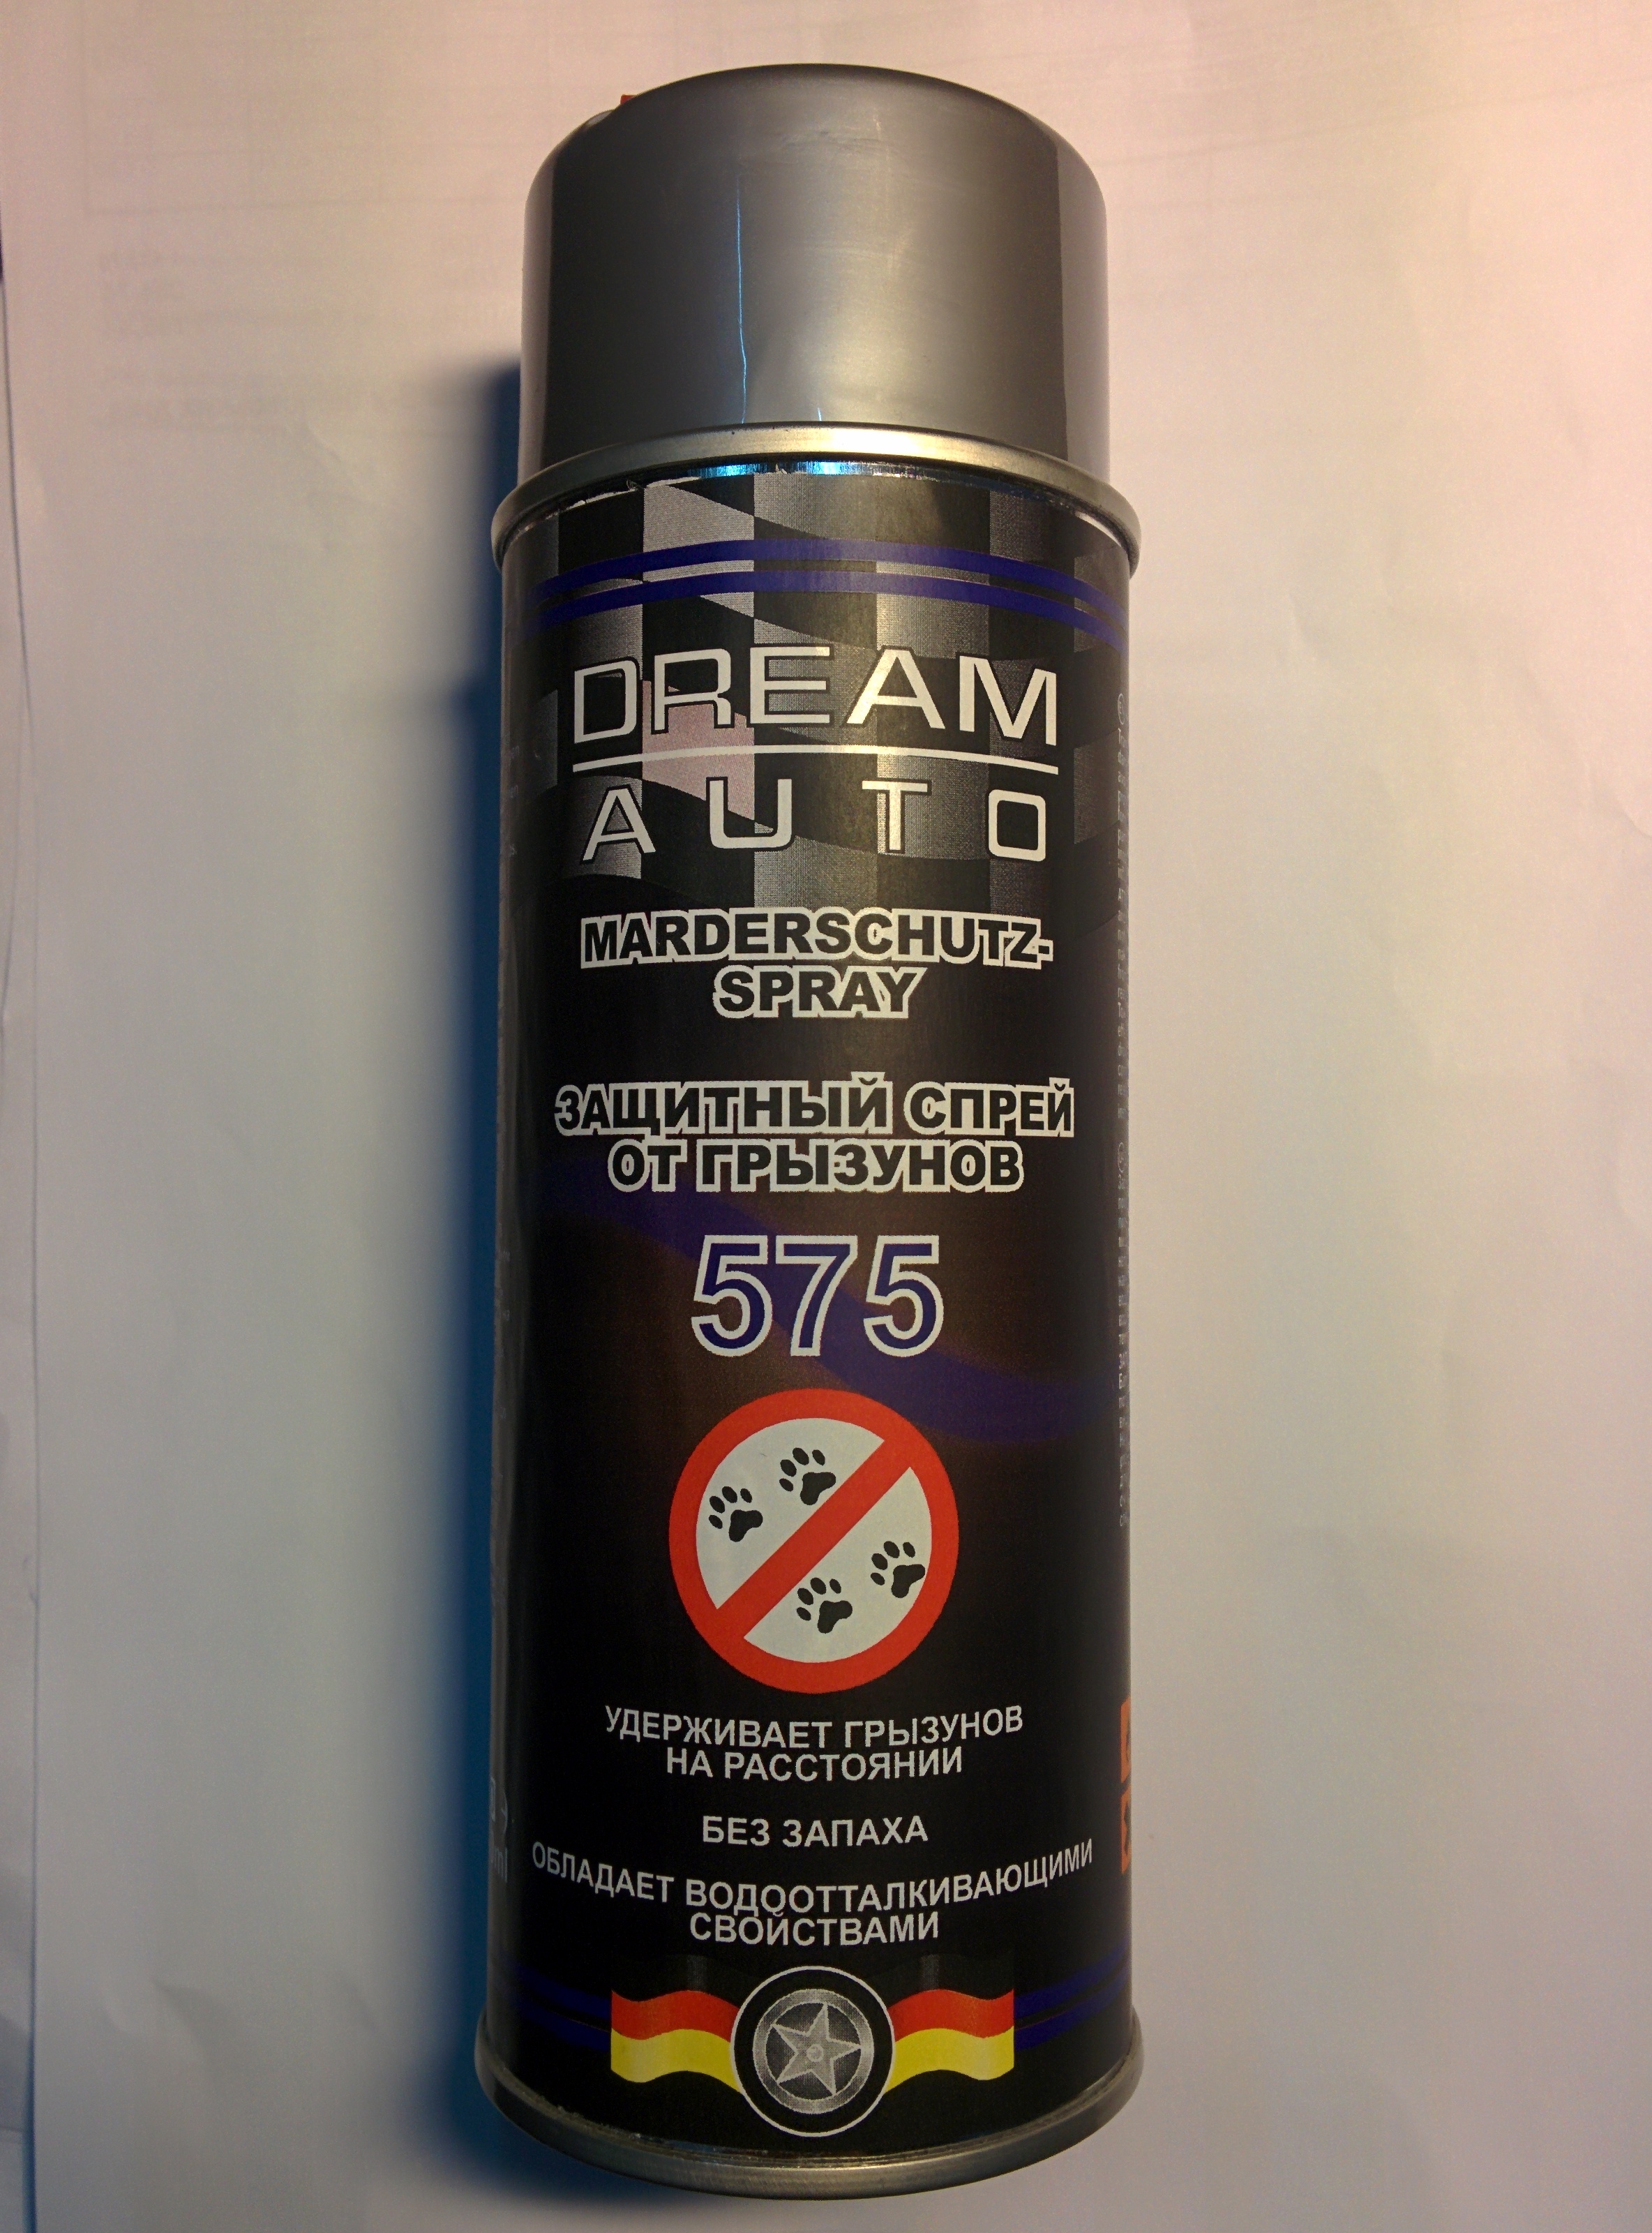 DREAM
AUTO
MARDERSCHUTZ-
SPRAY
ЗАЩИТНЫЙ СПРЕЙ
ОТ ГРЫЗУНОВ
575
УДЕРЖИВАЕТ ГРЫЗУНОВ
НА РАССТОЯНИИ
БЕЗ ЗАПАХА
ОБЛАДАЕТ ВОДООТТАЛКИВАЮЩИМИ
СВОЙСТВАМИ